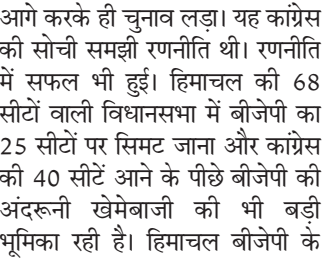 आगे करके ही चुनाव लड़ा। यह कांग्रेस
की सोची समझी रणनीति थी। रणनीति
में सफल भी हुई। हिमाचल की 68
सीटों वाली विधानसभा में बीजेपी का
25 सीटों पर सिमट जाना और कांग्रेस
की 40 सीटें आने के पीछे बीजेपी की
अंदरूनी खेमेबाजी की भी बड़ी
भूमिका रही है। हिमाचल बीजेपी के